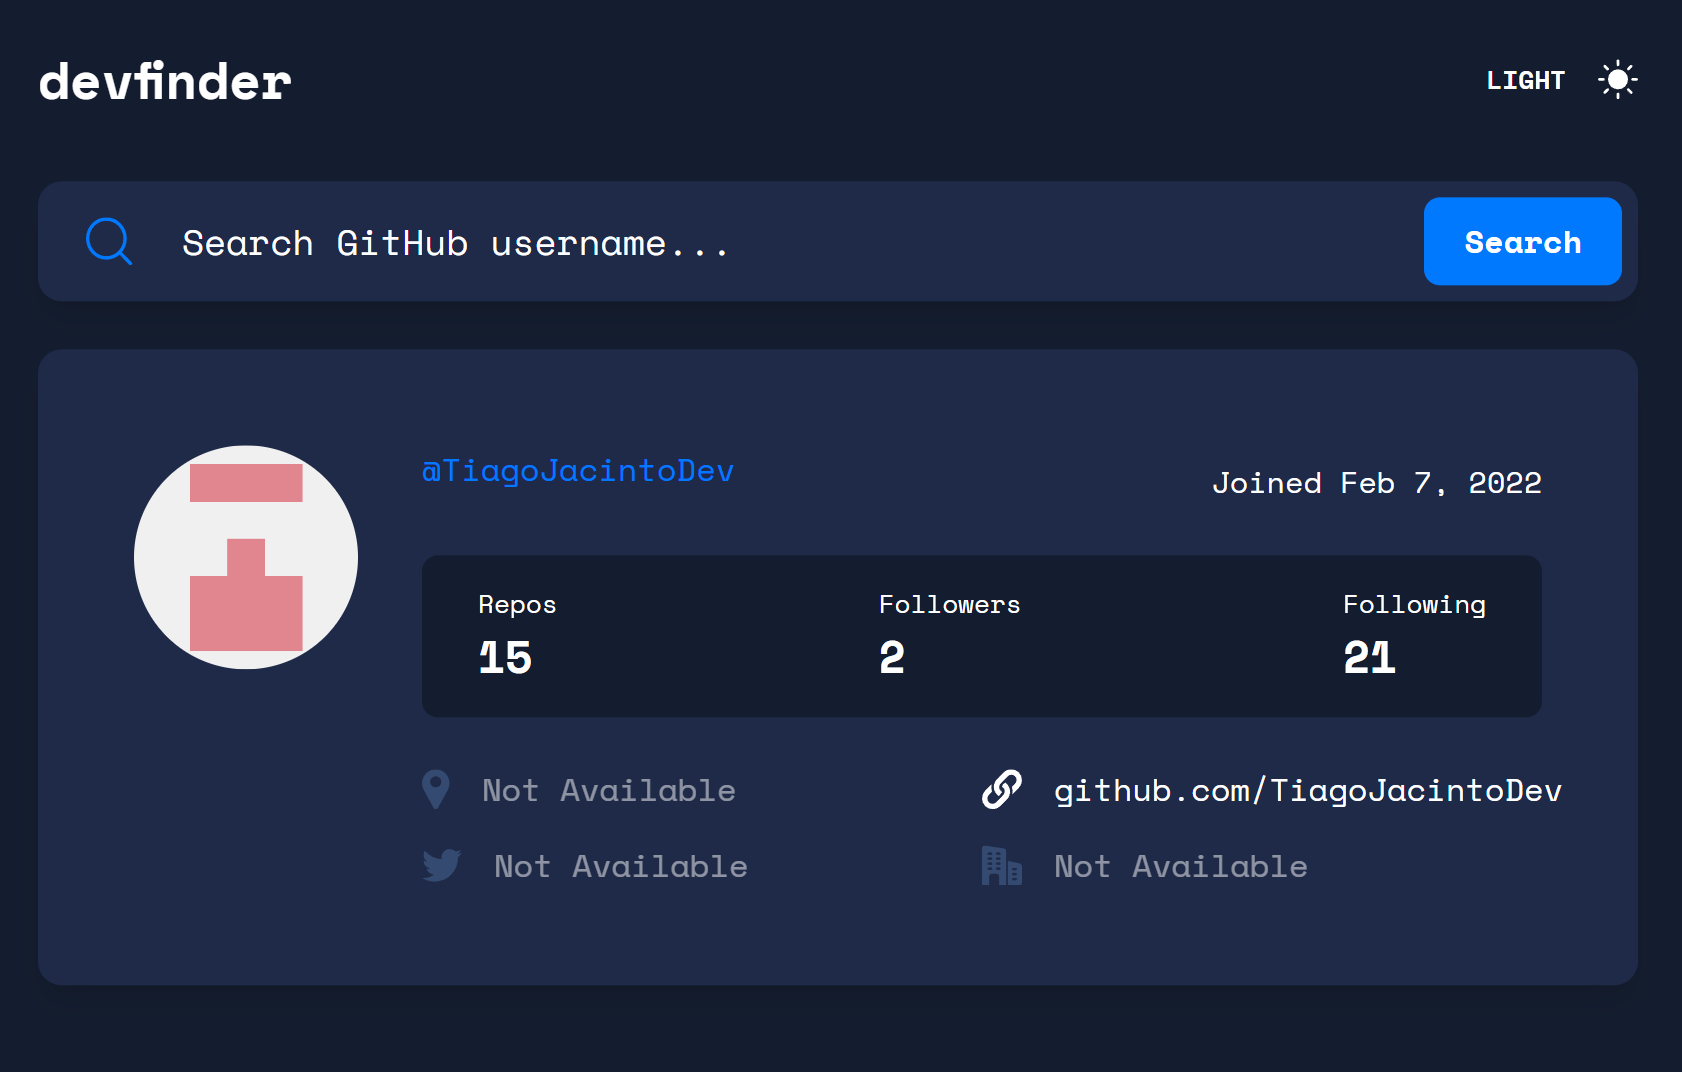 devfinder
LIGHT
Search GitHub username...
Search
@TiagoJacintoDev
Joined Feb 7, 2022
Repos
Followers
Following
15
2
21
Not Available
github.com/TiagoJacintoDev
Not Available
Not Available